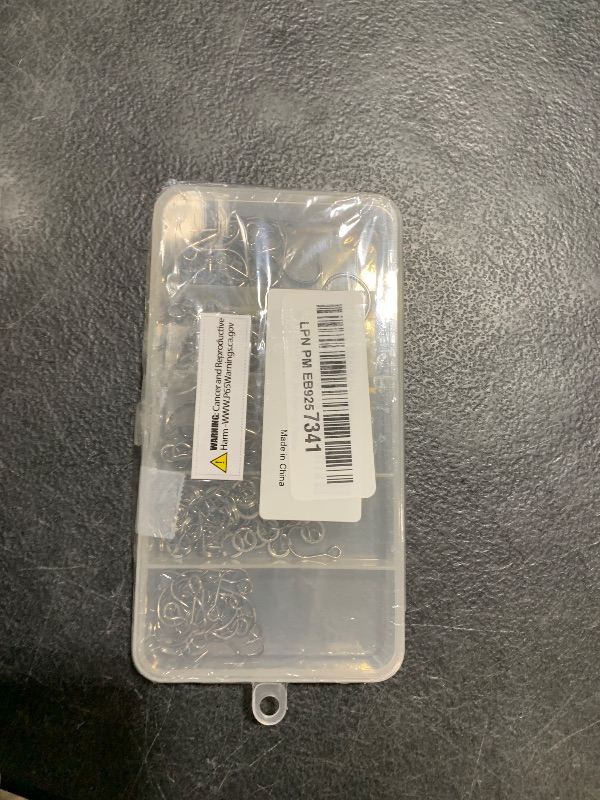 WARNING: Cancer and Reproductive
Harm -WWW.P65Warnings.ca.gov
LPN PM EB925 7341
Made in China